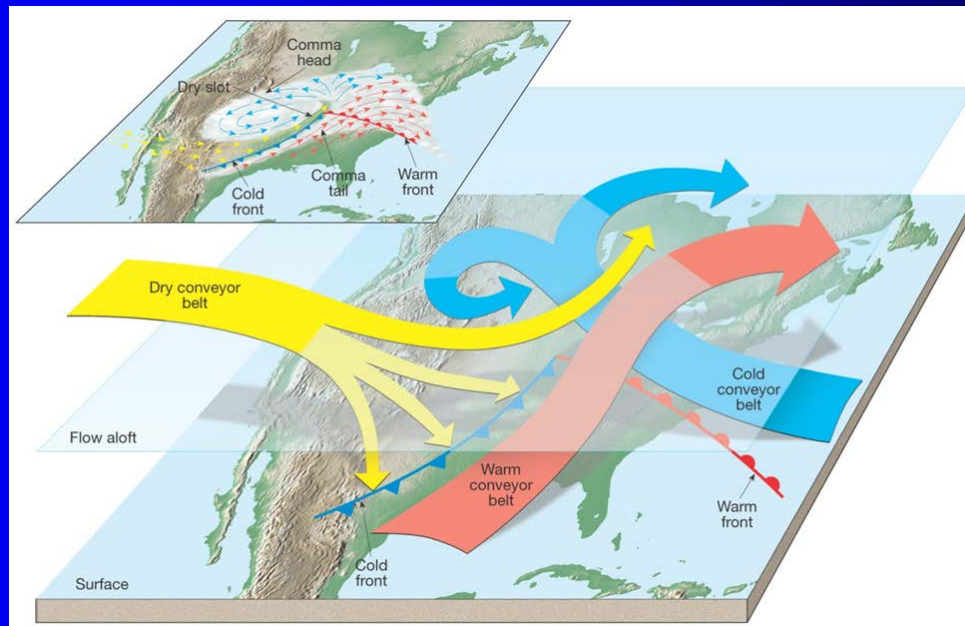 Comma
head
Dry slot
Cold
front
Comma
tail
Warm
front
Dry conveyor
belt
Cold
conveyor
belt
Flow aloft
Warm
conveyor
belt
Warm
front
Cold
front
Surface